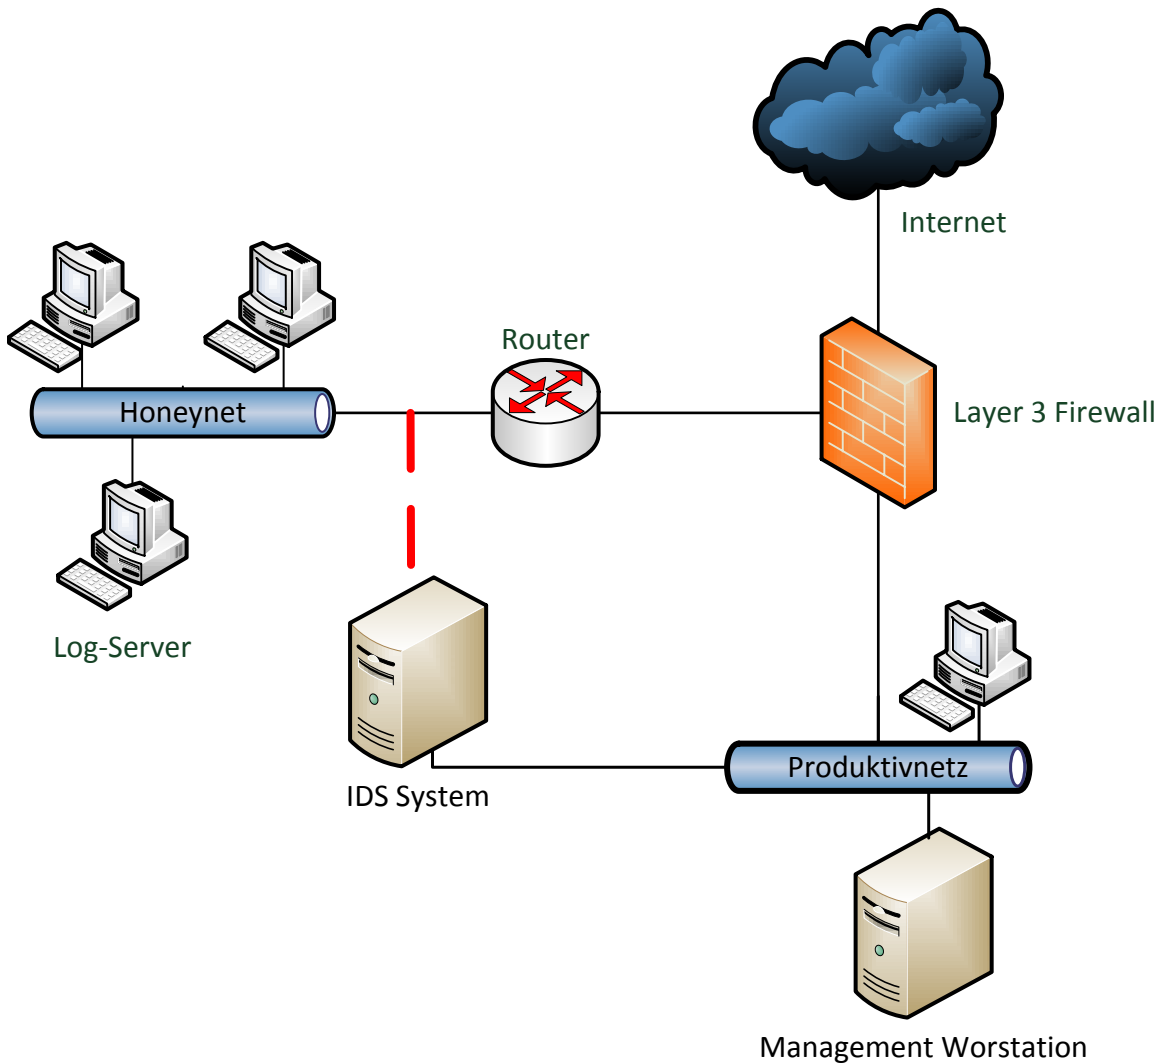 Internet
Router
Honeynet
Layer 3 Firewall
Log-Server
Produktivnetz
IDS System
Management Worstation